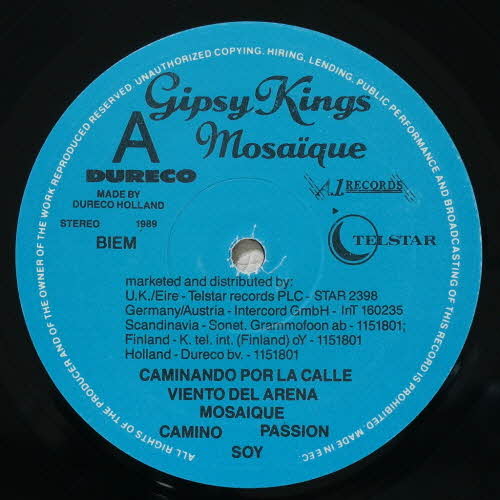 ALL RIGHTS OF THE PRODUCER AND OF THE OWNER OF THE WORK REPRODUCED RESERVED. UNAUTHORIZED COPYING. HIRING, LENDING. PUBLIC PERFORMANCE AND BROADCASTING OF THIS RECORD IS PROHIBITED. MADE IN EEC.
Gipsy Kings
Mosaïque
A
DURECO
MADE BY
DURECO HOLLAND
STEREO 1989
BIEM
A.1 RECORDS
TELSTAR
marketed and distributed by:
U.K./Eire - Telstar records PLC - STAR 2398
Germany/Austria - Intercord GmbH - InT 160235
Scandinavia - Sonet. Grammofoon ab - 1151801;
Finland - K. tel. int (Finland) oY - 1151801
Holland - Dureco bv. - 1151801
CAMINANDO POR LA CALLE
VIENTO DEL ARENA
MOSAIQUE
CAMINO PASSION
SOY